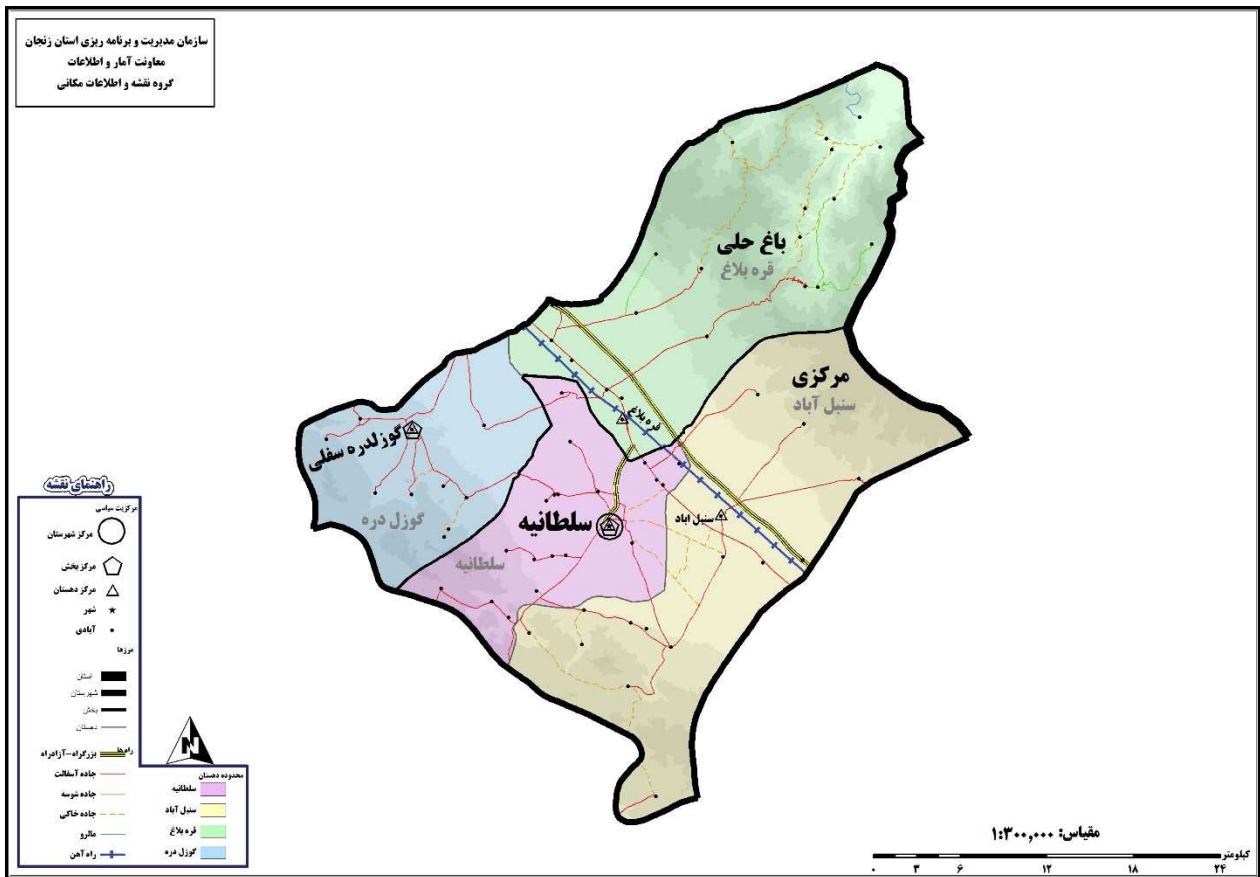 سازمان مدیریت و برنامه ریزی استان زنجان
معاونت آمار و اطلاعات
گروه نقشه و اطلاعات مکانی
باغ حلی
قره بلاغ
مرکزی
سنبل آباد
قره بلاغ
گوزلدره سفلی
گوزل دره
سلطانیه
سنبل اباد
سلطانیه
راهنمای نقشه
مرکزیت سیاسی
مرکز شهرستان
مرکز بخش
مرکز دهستان
شهر
آبادی
مرزها
استان
شهرستان
بخش
دهستان
راه‌ها
بزرگراه-آزادراه
جاده آسفالت
جاده شوسه
جاده خاکی
مالرو
راه آهن
N
محدوده دهستان
سلطانیه
سنبل آباد
قره بلاغ
گوزل دره
مقیاس: ۱:۳۰۰,۰۰۰
کیلومتر
۰ ۳ ۶ ۱۲ ۱۸ ۲۴